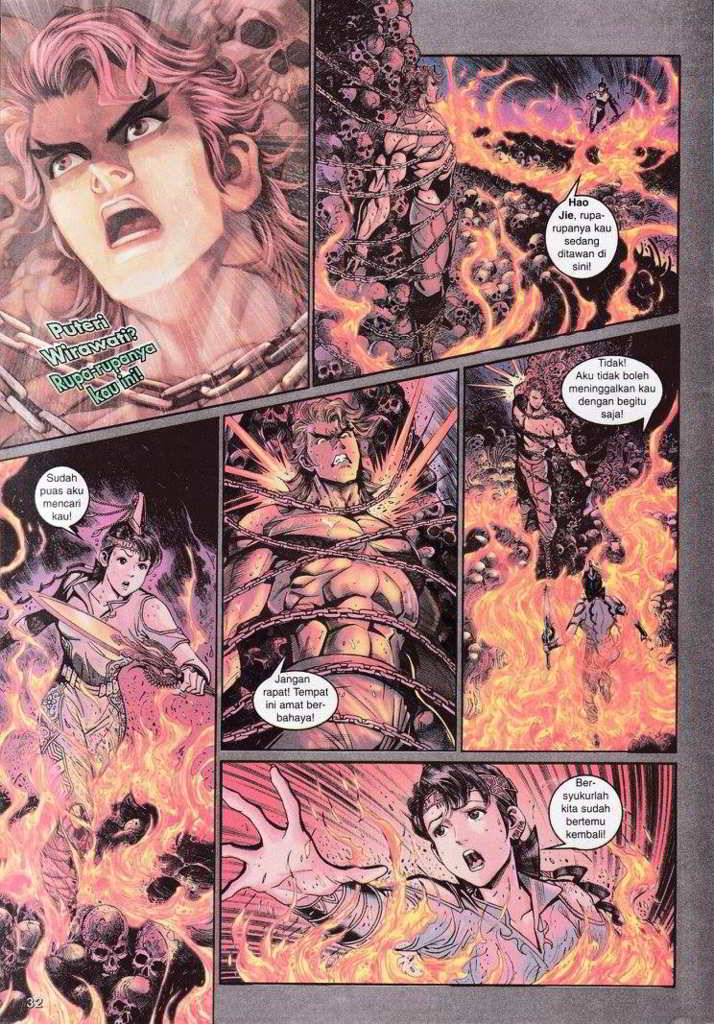 Puteri
Wirawati?
Rupa-rupanya
kau ini!
Hao
Jie, rupa-
rupanya kau
sedang
ditawan di
sini!
Sudah
puas aku
mencari
kau!
Jangan
rapat! Tempat
ini amat ber-
bahaya!
Tidak!
Aku tidak boleh
meninggalkan kau
dengan begitu
saja!
Ber-
syukurlah
kita sudah
bertemu
kembali!
32